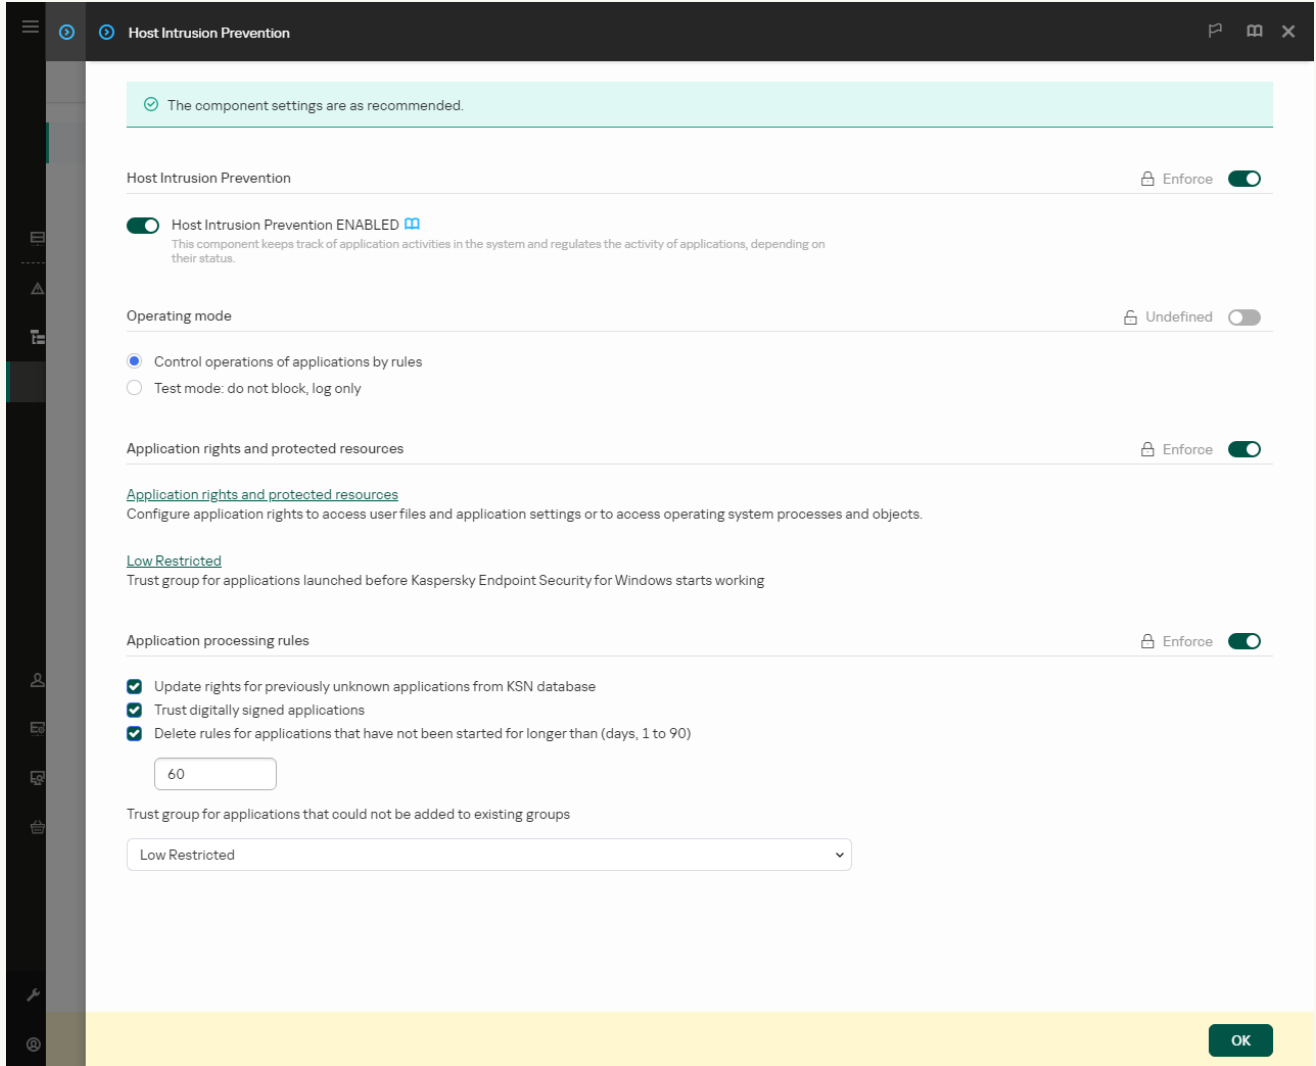 Host Intrusion Prevention
The component settings are as recommended.
Host Intrusion Prevention
Enforce
Host Intrusion Prevention ENABLED
This component keeps track of application activities in the system and regulates the activity of applications, depending on
their status.
Operating mode
Undefined
Control operations of applications by rules
Test mode: do not block, log only
Application rights and protected resources
Enforce
Application rights and protected resources
Configure application rights to access user files and application settings or to access operating system processes and objects.
Low Restricted
Trust group for applications launched before Kaspersky Endpoint Security for Windows starts working
Application processing rules
Enforce
Update rights for previously unknown applications from KSN database
Trust digitally signed applications
Delete rules for applications that have not been started for longer than (days, 1 to 90)
60
Trust group for applications that could not be added to existing groups
Low Restricted
OK